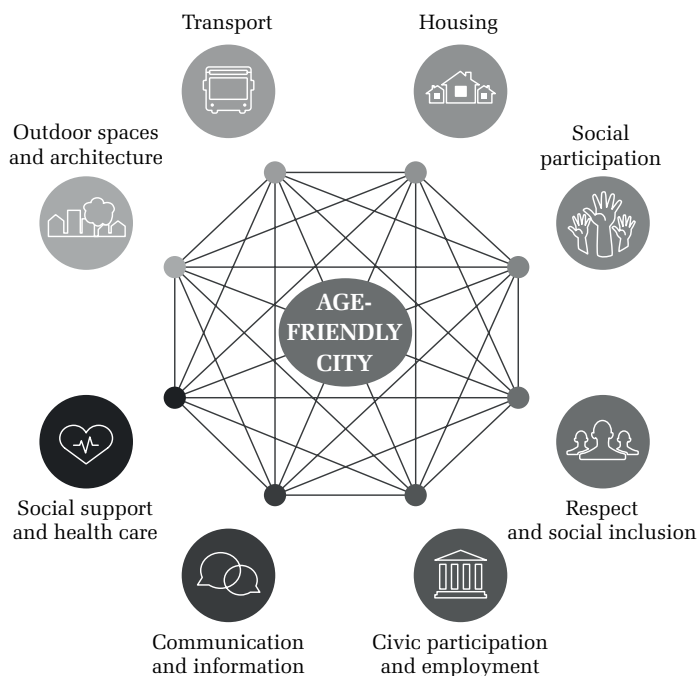 Transport
Housing
Outdoor spaces
and architecture
Social
participation
AGE-
FRIENDLY
CITY
Social support
and health care
Respect
and social inclusion
Communication
and information
Civic participation
and employment